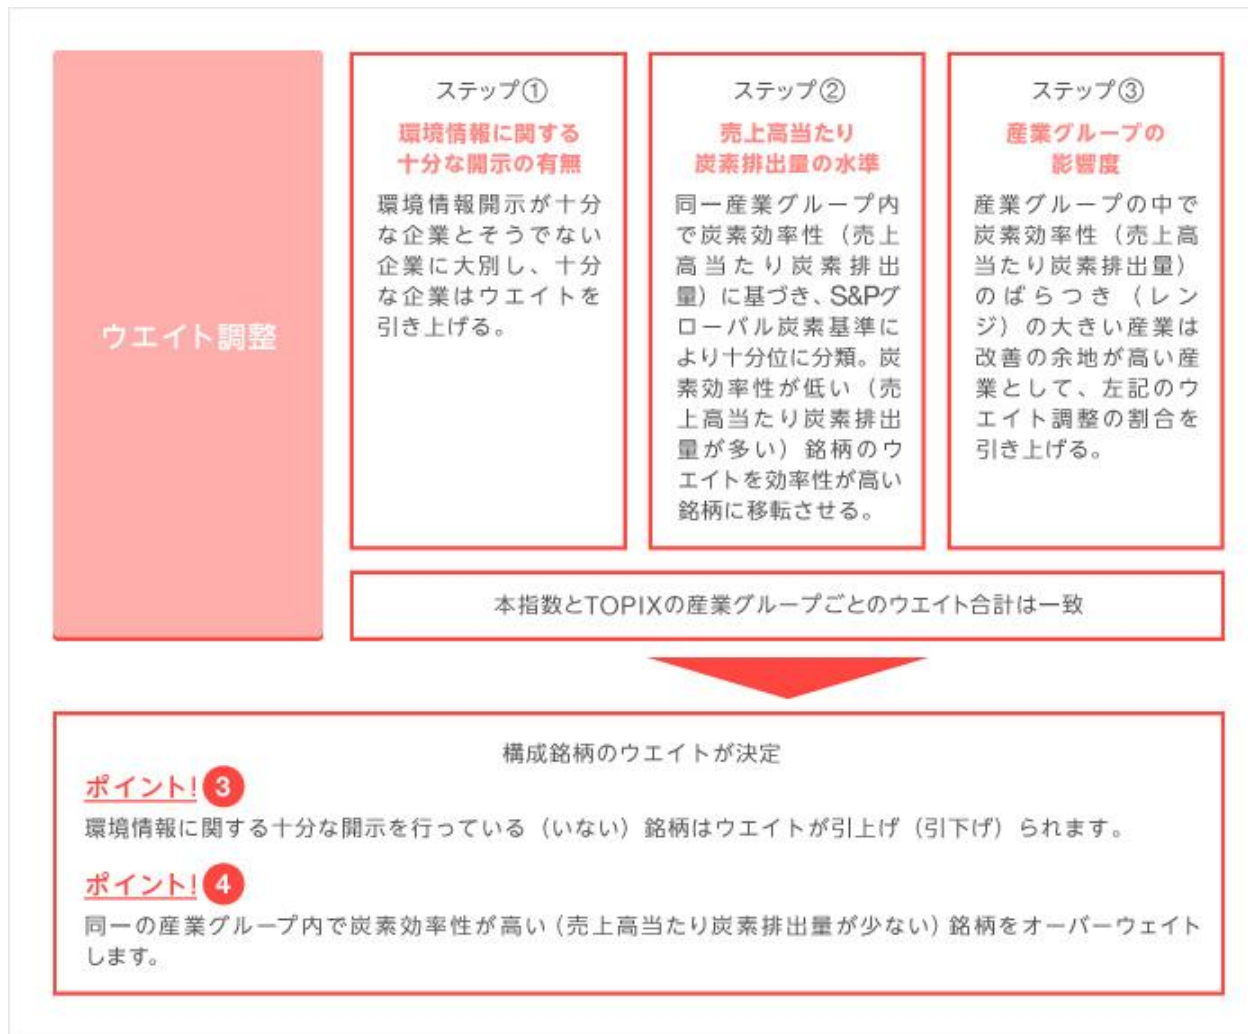 ウエイト調整
ステップ①
環境情報に関する
十分な開示の有無
環境情報開示が十分
な企業とそうでない
企業に大別し、十分
な企業はウエイトを
引き上げる。
ステップ②
売上高当たり
炭素排出量の水準
同一産業グループ内
で炭素効率性（売上
高当たり炭素排出
量）に基づき、S&Pグ
ローバル炭素基準に
より十分位に分類。炭
素効率性が低い（売
上高当たり炭素排出
量が多い）銘柄のウ
エイトを効率性が高い
銘柄に移転させる。
ステップ③
産業グループの
影響度
産業グループの中で
炭素効率性（売上高
当たり炭素排出量）
のばらつき（レン
ジ）の大きい産業は
改善の余地が高い産
業として、左記のウ
エイト調整の割合を
引き上げる。
本指数とTOPIXの産業グループごとのウエイト合計は一致
構成銘柄のウエイトが決定
ポイント! 3
環境情報に関する十分な開示を行っている（いない）銘柄はウエイトが引上げ（引下げ）られます。
ポイント! 4
同一の産業グループ内で炭素効率性が高い（売上高当たり炭素排出量が少ない）銘柄をオーバーウェイト
します。